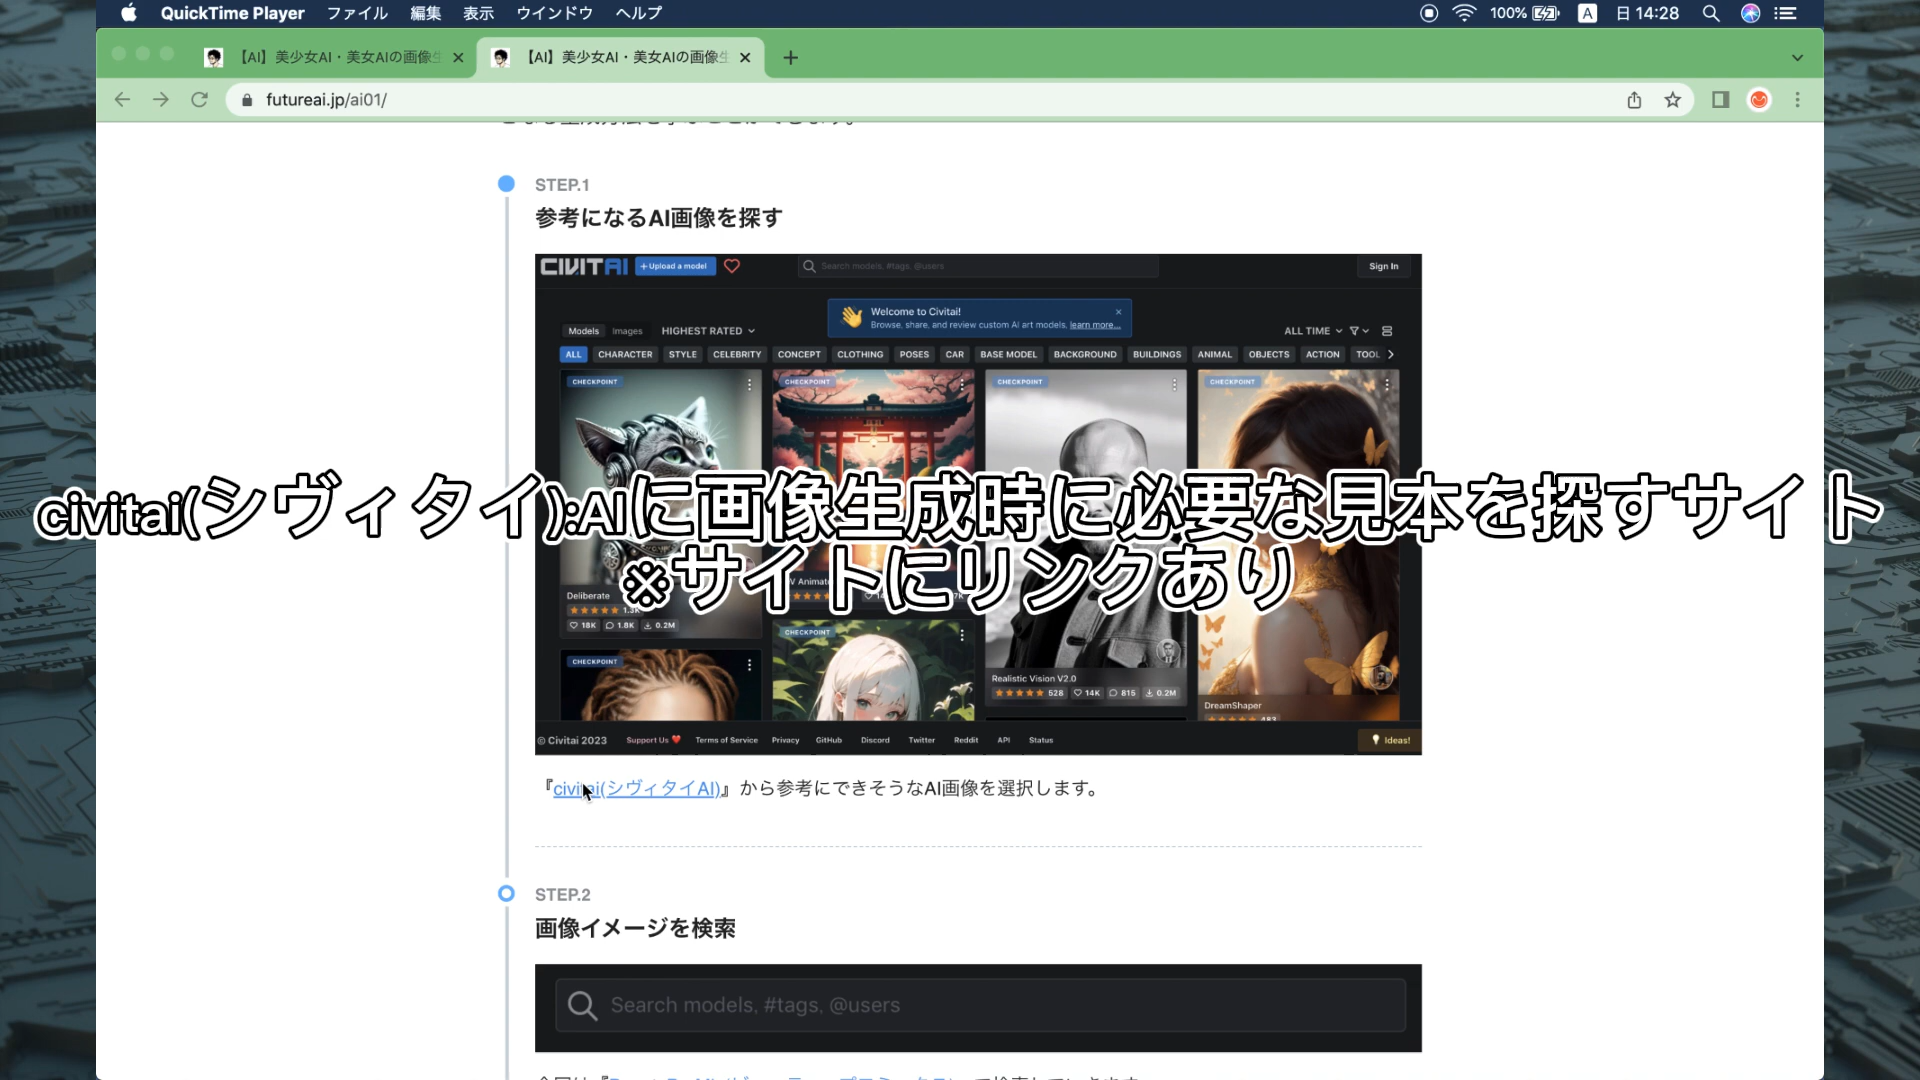 QuickTime Player ファイル 編集 表示 ウインドウ ヘルプ 100% A 日 14:28
【AI】美少女AI・美女AIの画像生
【AI】美少女AI・美女AIの画像生
futureai.jp/ai01/
STEP.1
参考になるAI画像を探す
CIVITAI + Upload a model Search models, #tags, @users Sign In
Welcome to Civitai!
Browse, share, and review custom AI art models, learn more...
Models Images HIGHEST RATED ALL TIME
ALL CHARACTER STYLE CELEBRITY CONCEPT CLOTHING POSES CAR BASE MODEL BACKGROUND BUILDINGS ANIMAL OBJECTS ACTION TOOL
CHECKPOINT CHECKPOINT CHECKPOINT CHECKPOINT
civitai(シヴィタイ):AIに画像生成時に必要な見本を探すサイト
※サイトにリンクあり
Deliberate
1.3K
18K 1.8K 0.2M
CHECKPOINT
CHECKPOINT
Realistic Vision V2.0
528 14K 815 0.2M
DreamShaper
483
© Civitai 2023 Support Us Terms of Service Privacy GitHub Discord Twitter Reddit API Status Ideas!
『civitai(シヴィタイAI)』から参考にできそうなAI画像を選択します。
STEP.2
画像イメージを検索
Search models, #tags, @users